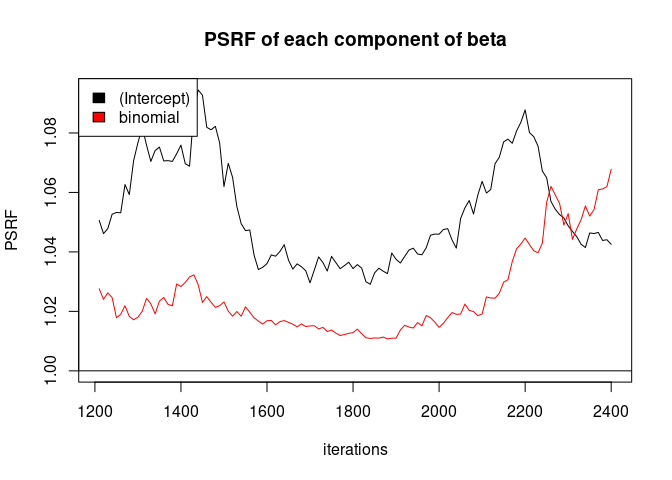 PSRF of each component of beta
(Intercept)
binomial
PSRF
1.08
1.06
1.04
1.02
1.00
1200 1400 1600 1800 2000 2200 2400
iterations